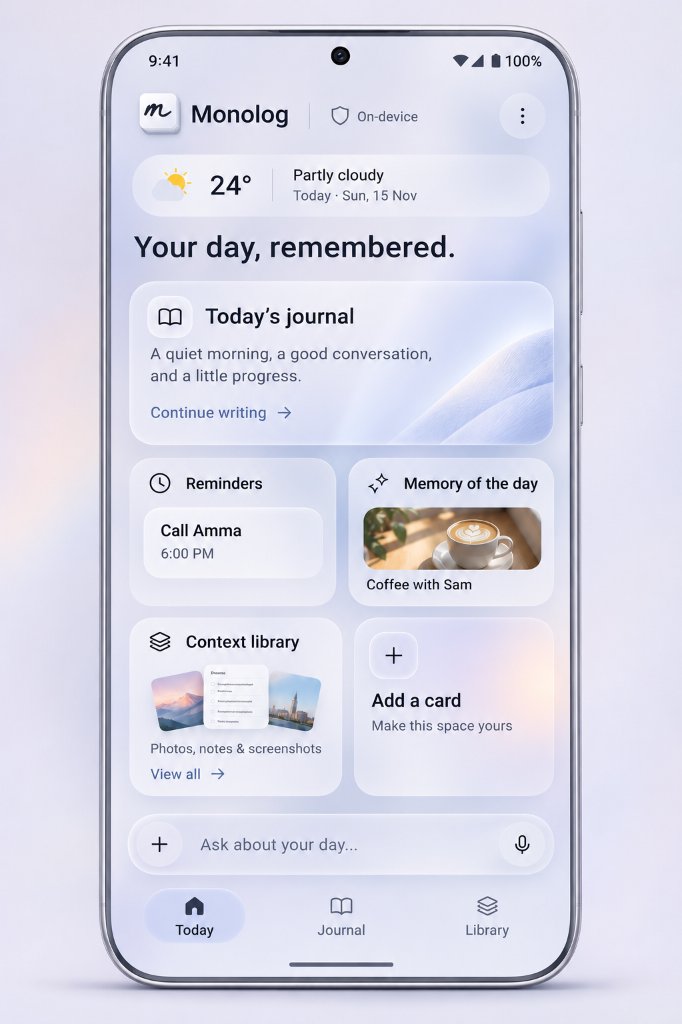 9:41
100%
m Monolog
On-device
24°
Partly cloudy
Today · Sun, 15 Nov
Your day, remembered.
Today’s journal
A quiet morning, a good conversation,
and a little progress.
Continue writing →
Reminders
Call Amma
6:00 PM
Memory of the day
Coffee with Sam
Context library
Photos, notes & screenshots
View all →
Add a card
Make this space yours
Ask about your day...
Today
Journal
Library